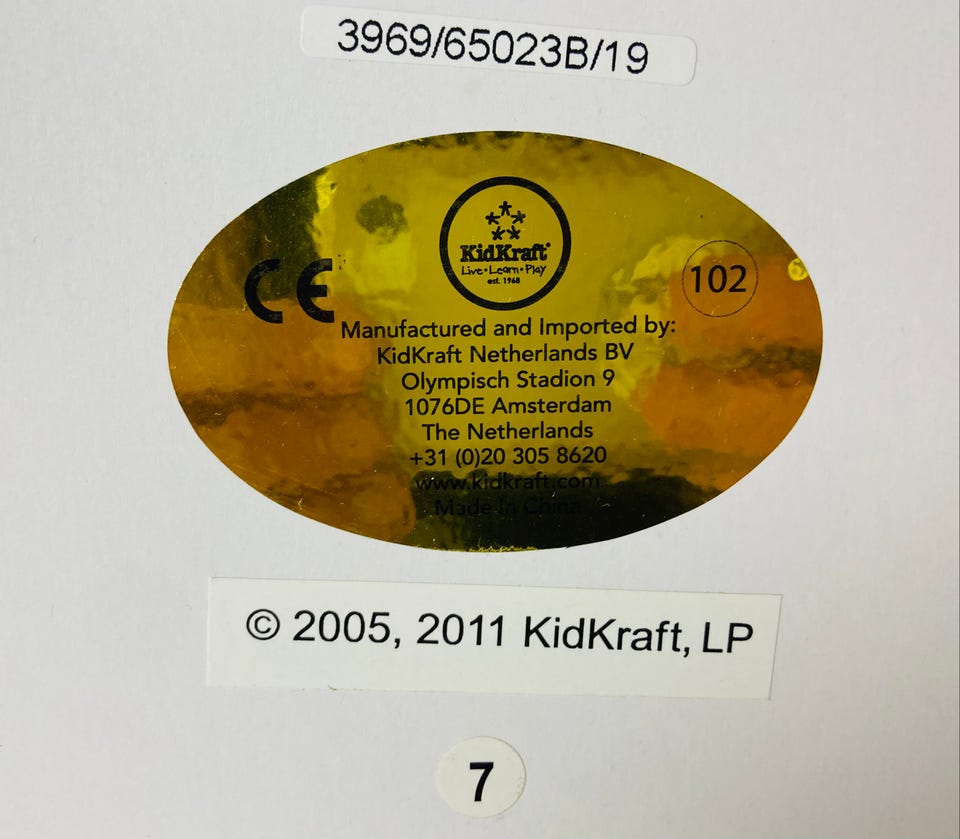 3969/65023B/19
CE
KidKraft®
Live•Learn•Play
est. 1968
102
Manufactured and Imported by:
KidKraft Netherlands BV
Olympisch Stadion 9
1076DE Amsterdam
The Netherlands
+31 (0)20 305 8620
www.kidkraft.com
Made in China
© 2005, 2011 KidKraft, LP
7